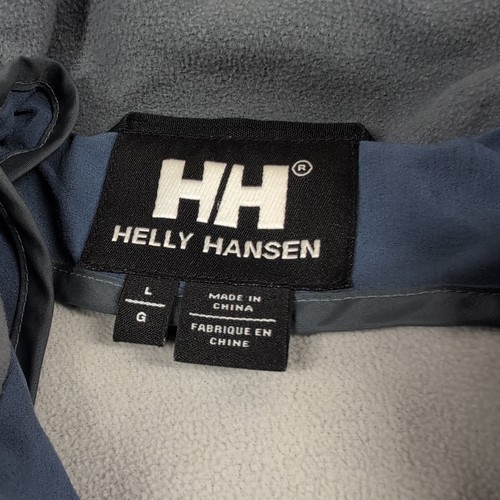 HH®
HELLY HANSEN
L
G
MADE IN
CHINA
FABRIQUE EN
CHINE